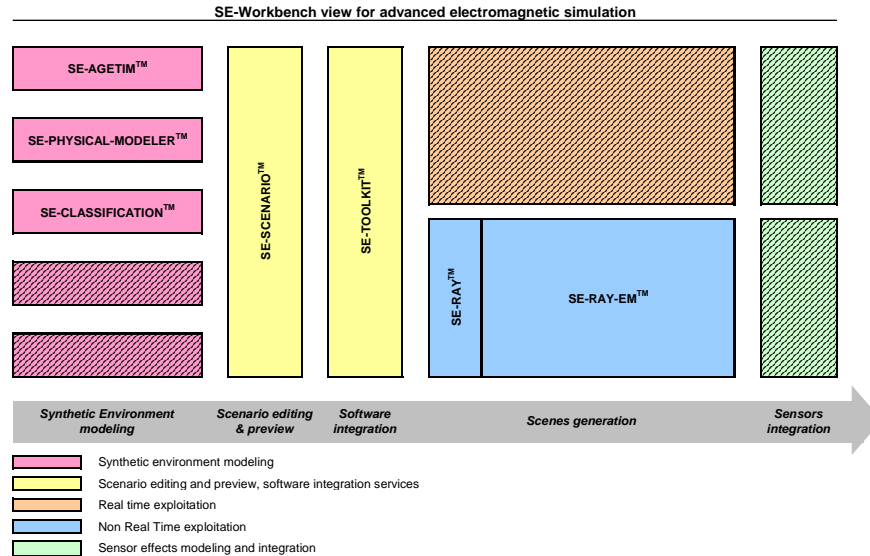 SE-Workbench view for advanced electromagnetic simulation
SE-AGETIM™
SE-PHYSICAL-MODELER™
SE-CLASSIFICATION™
SE-SCENARIO™
SE-TOOLKIT™
SE-RAY™
SE-RAY-EM™
Synthetic Environment
modeling
Scenario editing
& preview
Software
integration
Scenes generation
Sensors
integration
Synthetic environment modeling
Scenario editing and preview, software integration services
Real time exploitation
Non Real Time exploitation
Sensor effects modeling and integration